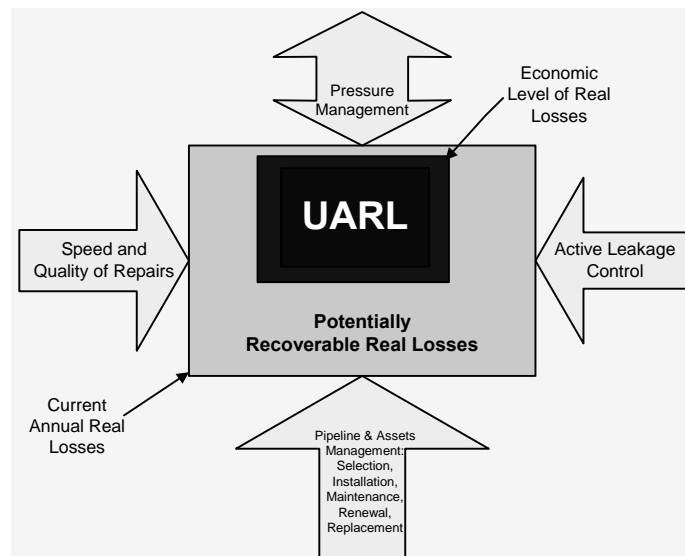 Pressure
Management
Economic
Level of Real
Losses
UARL
Speed and
Quality of Repairs
Active Leakage
Control
Potentially
Recoverable Real Losses
Current
Annual Real
Losses
Pipeline & Assets
Management:
Selection,
Installation,
Maintenance,
Renewal,
Replacement